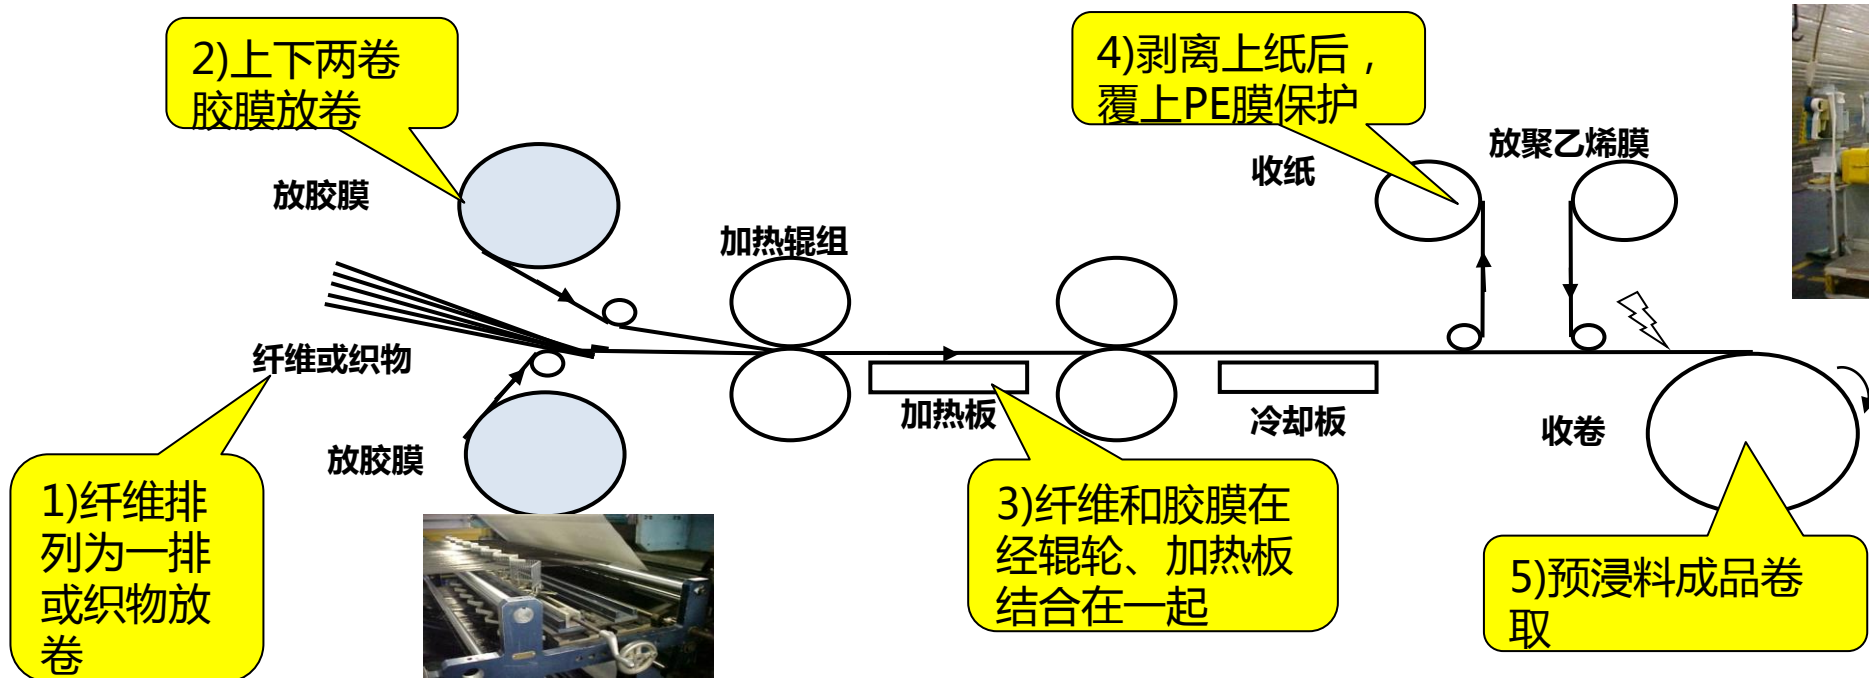 2)上下两卷
胶膜放卷
4)剥离上纸后，
覆上PE膜保护
放聚乙烯膜
收纸
放胶膜
加热辊组
纤维或织物
加热板
冷却板
收卷
放胶膜
1)纤维排
列为一排
或织物放
卷
3)纤维和胶膜在
经辊轮、加热板
结合在一起
5)预浸料成品卷
取